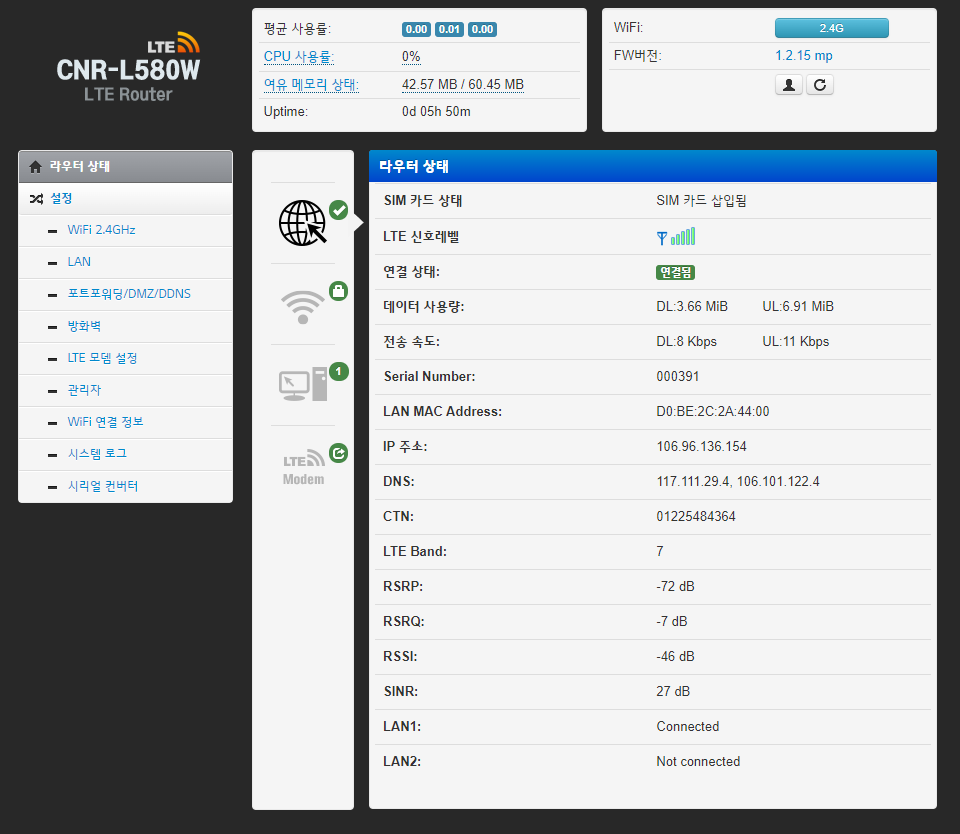 LTE
CNR-L580W
LTE Router
평균 사용률: 0.00 0.01 0.00
CPU 사용률: 0%
여유 메모리 상태: 42.57 MB / 60.45 MB
Uptime: 0d 05h 50m
WiFi: 2.4G
FW버전: 1.2.15 mp
라우터 상태
설정
WiFi 2.4GHz
LAN
포트포워딩/DMZ/DDNS
방화벽
LTE 모뎀 설정
관리자
WiFi 연결 정보
시스템 로그
시리얼 컨버터
1
LTE
Modem
라우터 상태
SIM 카드 상태 SIM 카드 삽입됨
LTE 신호레벨
연결 상태: 연결됨
데이터 사용량: DL:3.66 MiB UL:6.91 MiB
전송 속도: DL:8 Kbps UL:11 Kbps
Serial Number: 000391
LAN MAC Address: D0:BE:2C:2A:44:00
IP 주소: 106.96.136.154
DNS: 117.111.29.4, 106.101.122.4
CTN: 01225484364
LTE Band: 7
RSRP: -72 dB
RSRQ: -7 dB
RSSI: -46 dB
SINR: 27 dB
LAN1: Connected
LAN2: Not connected